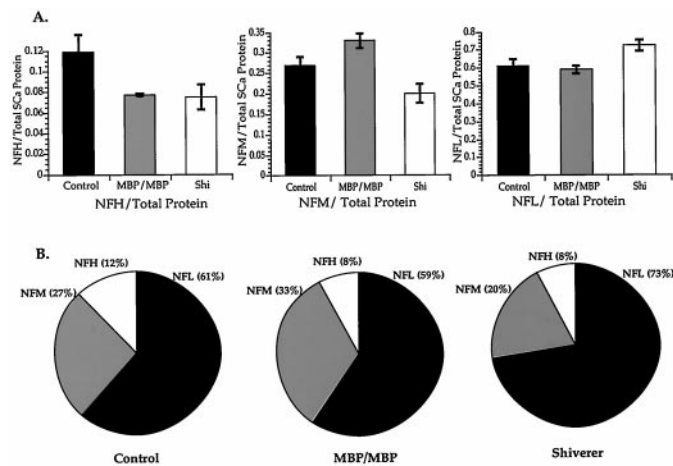 A.
NFH/Total SCa Protein
0.12
0.1
0.08
0.06
0.04
0.02
0
Control MBP/MBP Shi
NFH/Total Protein
NFM/Total SCa Protein
0.35
0.3
0.25
0.2
0.15
0.1
0.05
0
Control MBP/MBP Shi
NFM/ Total Protein
NFL/Total SCa Protein
0.8
0.7
0.6
0.5
0.4
0.3
0.2
0.1
0
Control MBP/MBP Shi
NFL/ Total Protein
B.
NFH (12%)
NFL (61%)
NFM (27%)
Control
NFH (8%)
NFL (59%)
NFM (33%)
MBP/MBP
NFH (8%)
NFL (73%)
NFM (20%)
Shiverer